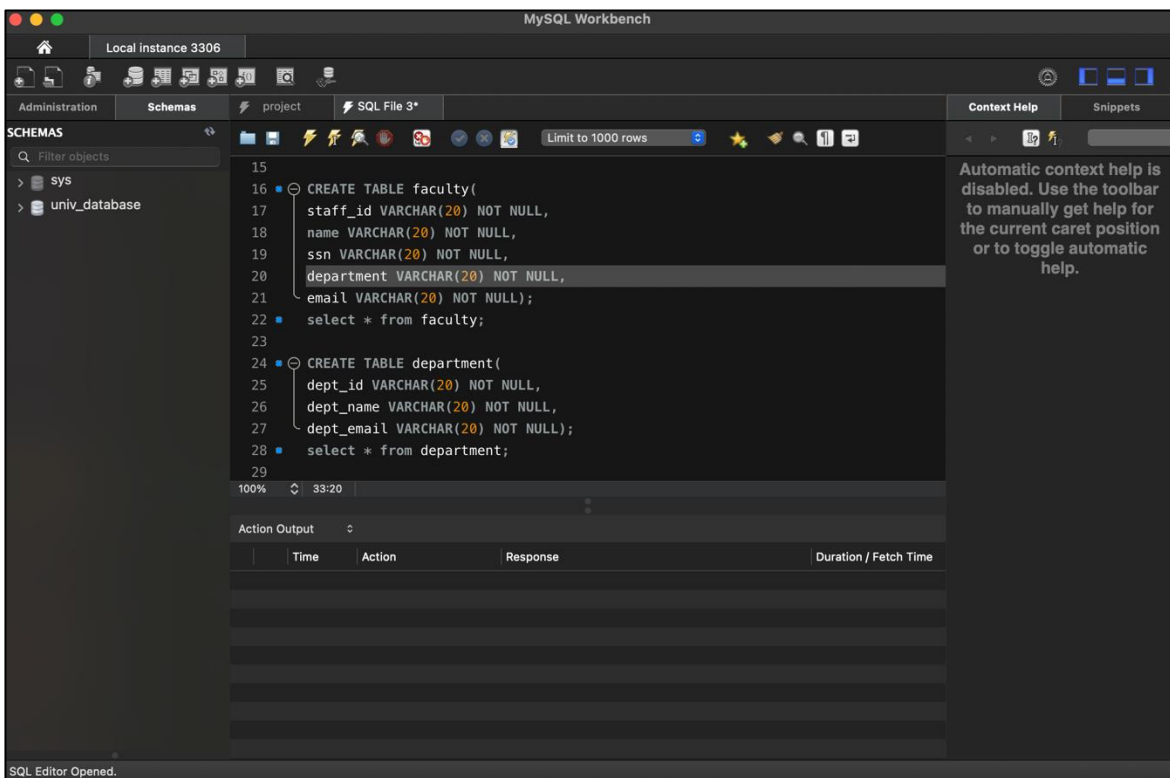 MySQL Workbench
Local instance 3306
Administration Schemas project SQL File 3* Context Help Snippets
SCHEMAS
Filter objects
sys
univ_database
Limit to 1000 rows
15
16 CREATE TABLE faculty(
17 staff_id VARCHAR(20) NOT NULL,
18 name VARCHAR(20) NOT NULL,
19 ssn VARCHAR(20) NOT NULL,
20 department VARCHAR(20) NOT NULL,
21 email VARCHAR(20) NOT NULL);
22 select * from faculty;
23
24 CREATE TABLE department(
25 dept_id VARCHAR(20) NOT NULL,
26 dept_name VARCHAR(20) NOT NULL,
27 dept_email VARCHAR(20) NOT NULL);
28 select * from department;
29
100% 33:20
Automatic context help is
disabled. Use the toolbar
to manually get help for
the current caret position
or to toggle automatic
help.
Action Output
Time Action Response Duration / Fetch Time
SQL Editor Opened.